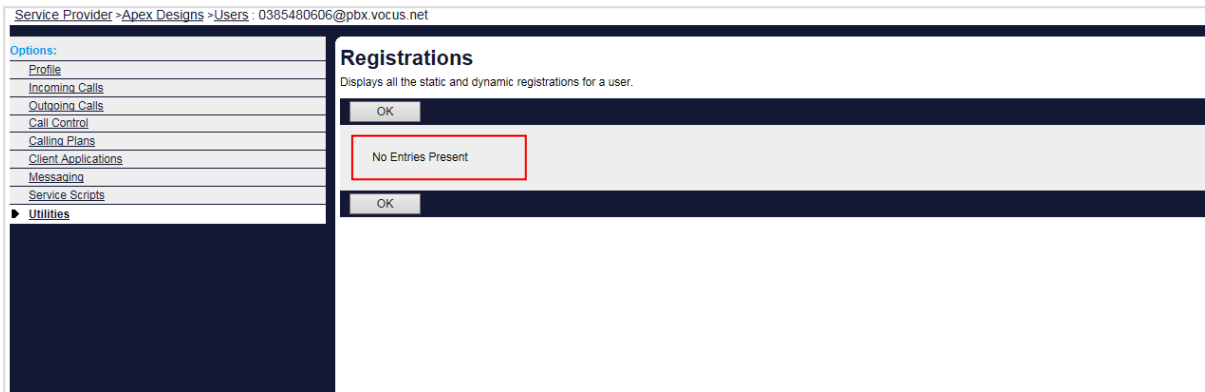 Service Provider >Apex Designs >Users : 0385480606@pbx.vocus.net
Options:
Profile
Incoming Calls
Outgoing Calls
Call Control
Calling Plans
Client Applications
Messaging
Service Scripts
Utilities
Registrations
Displays all the static and dynamic registrations for a user.
OK
No Entries Present
OK